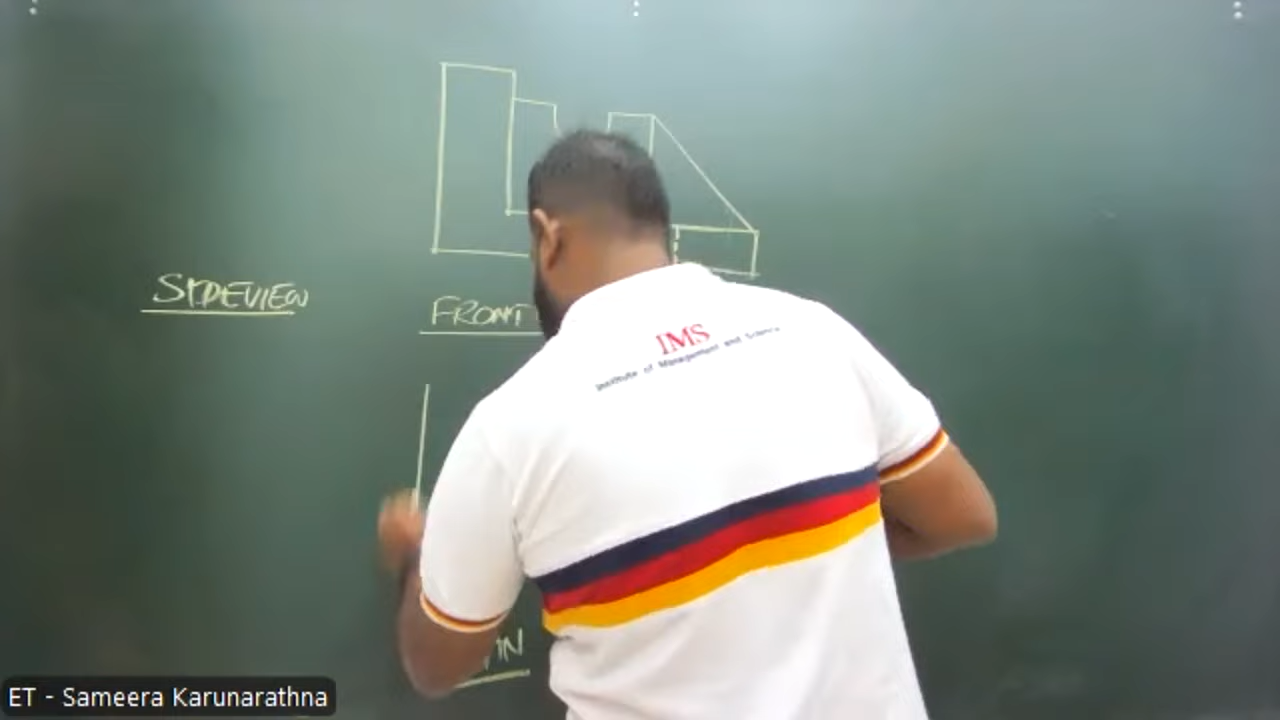 SIDEVIEW
FRONT
IMS
Institute of Management and Science
ET - Sameera Karunarathna